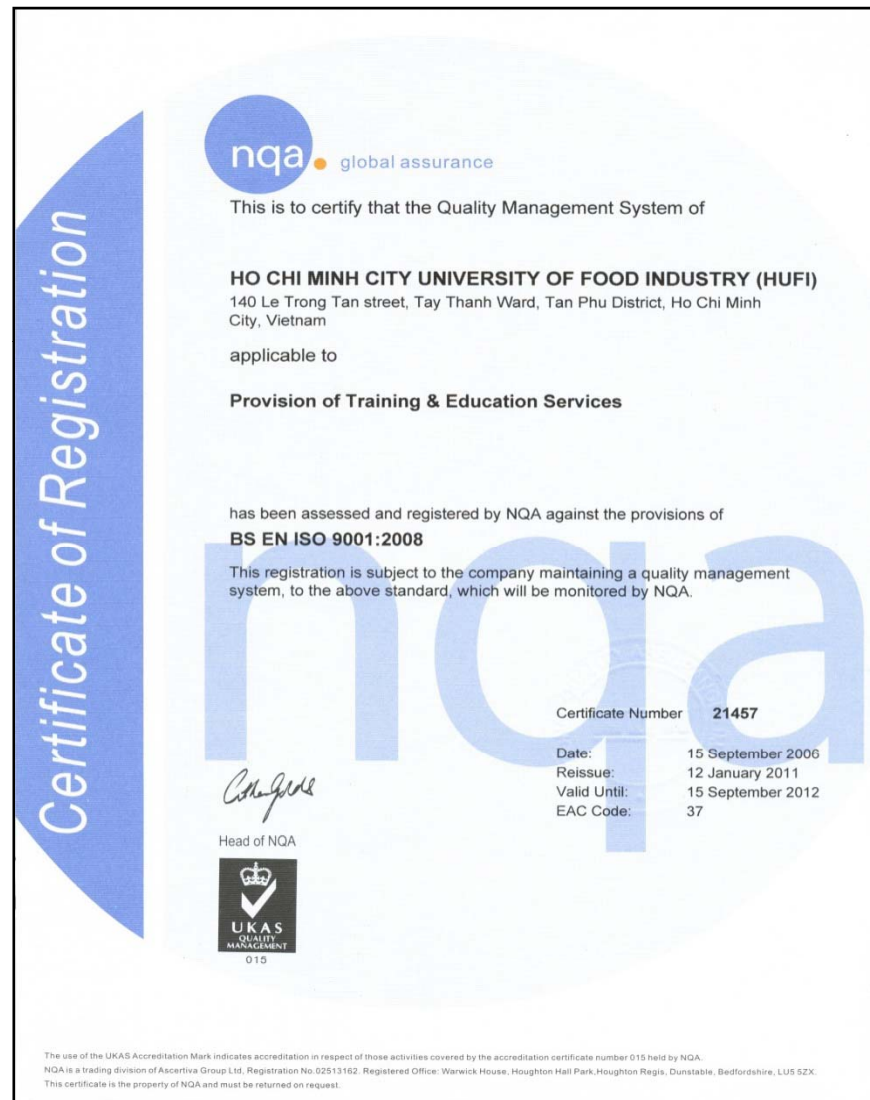 Certificate of Registration
nqa.
global assurance
This is to certify that the Quality Management System of
HO CHI MINH CITY UNIVERSITY OF FOOD INDUSTRY (HUFI)
140 Le Trong Tan street, Tay Thanh Ward, Tan Phu District, Ho Chi Minh
City, Vietnam
applicable to
Provision of Training & Education Services
has been assessed and registered by NQA against the provisions of
BS EN ISO 9001:2008
This registration is subject to the company maintaining a quality management
system, to the above standard, which will be monitored by NQA.
nqa
Certificate Number 21457
Date: 15 September 2006
Reissue: 12 January 2011
Valid Until: 15 September 2012
EAC Code: 37
Head of NQA
UKAS
QUALITY
MANAGEMENT
015
The use of the UKAS Accreditation Mark indicates accreditation in respect of those activities covered by the accreditation certificate number 015 held by NQA.
NQA is a trading division of Ascertiva Group Ltd, Registration No.02513162. Registered Office: Warwick House, Houghton Hall Park,Houghton Regis, Dunstable, Bedfordshire, LU5 5ZX.
This certificate is the property of NQA and must be returned on request.